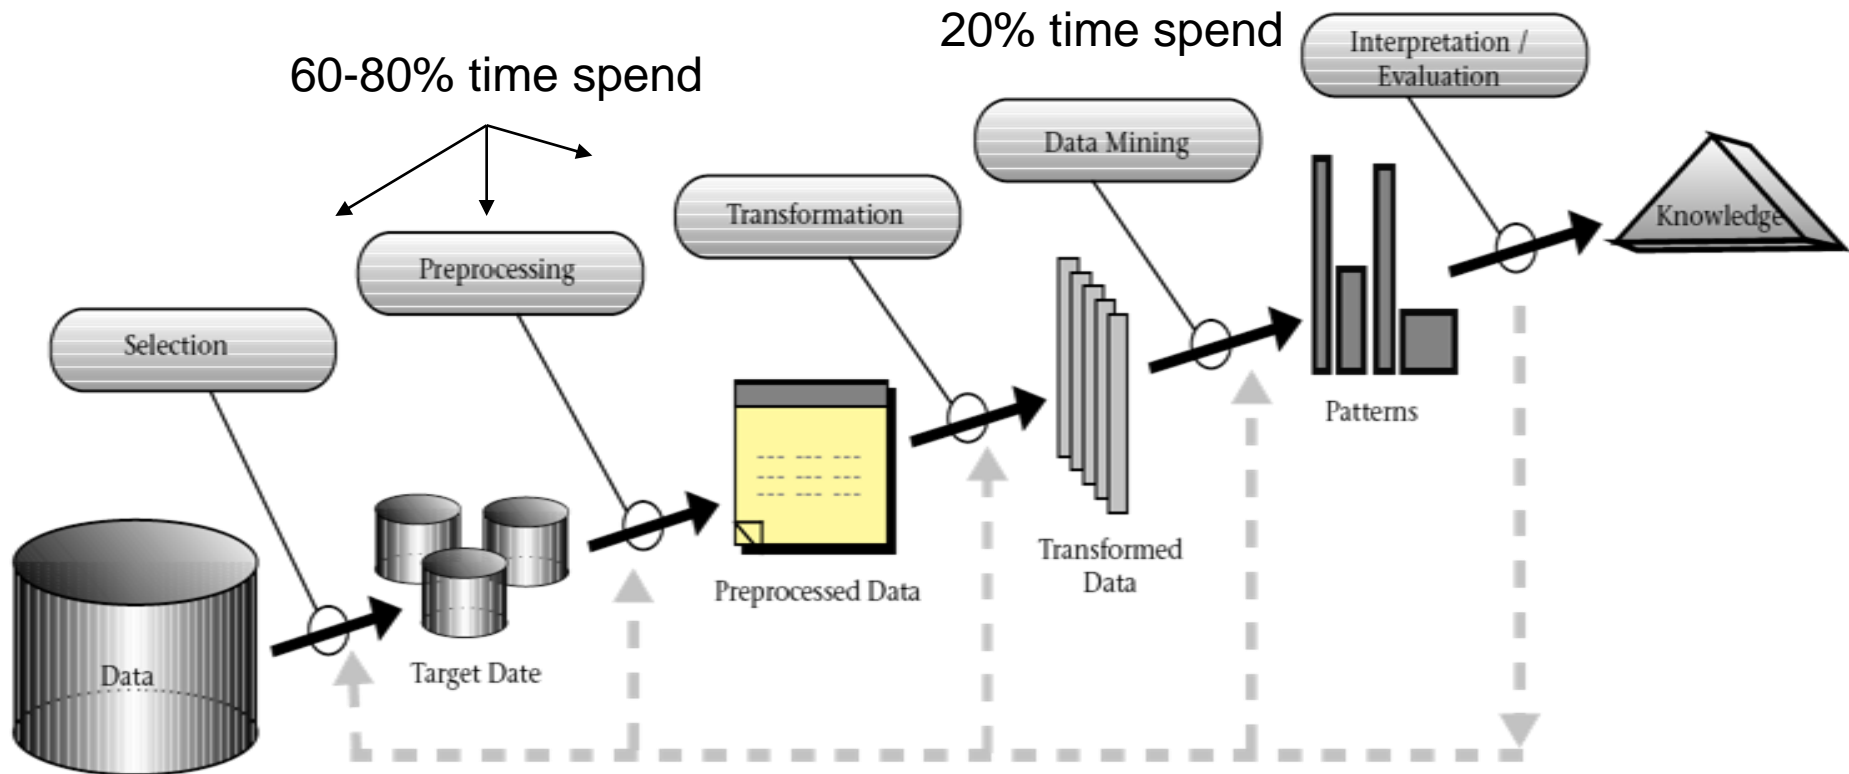 20% time spend
60-80% time spend
Interpretation /
Evaluation
Data Mining
Transformation
Preprocessing
Selection
Knowledge
Patterns
Transformed
Data
Preprocessed Data
Target Date
Data